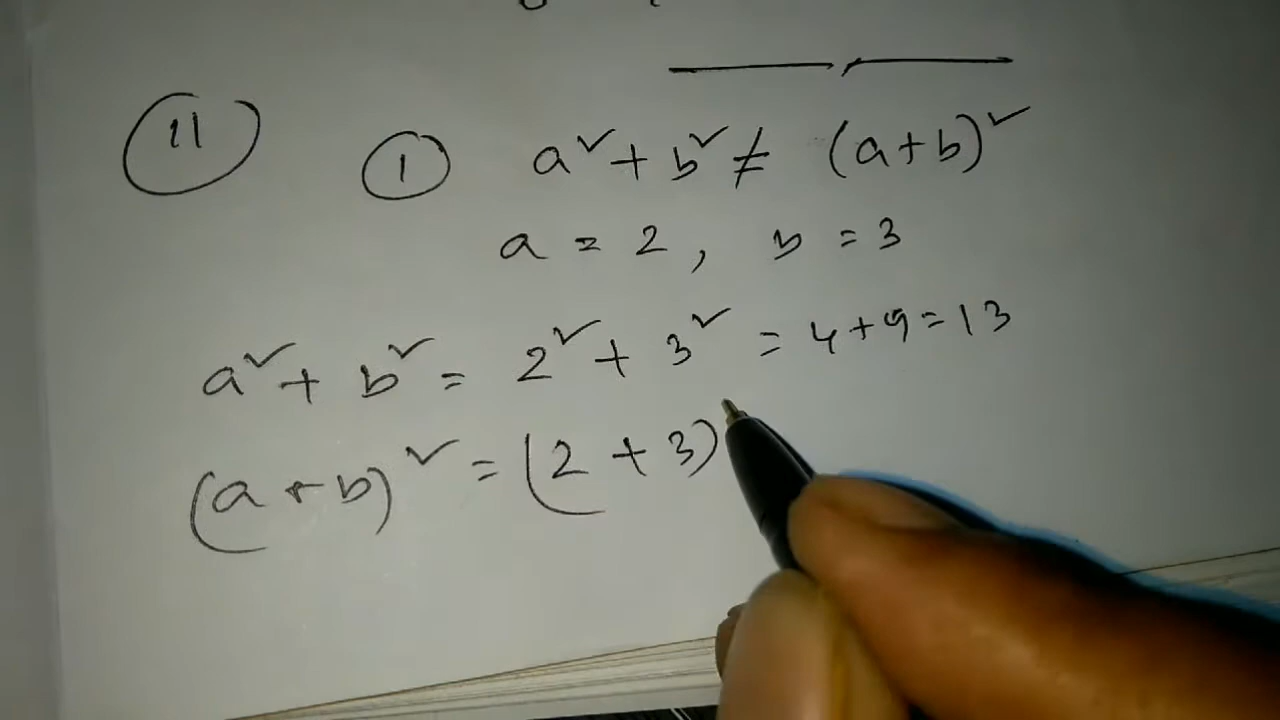 11 1 a² + b² ≠ (a+b)²
a = 2, b = 3
a² + b² = 2² + 3² = 4+9=13
(a+b)² = (2 + 3)